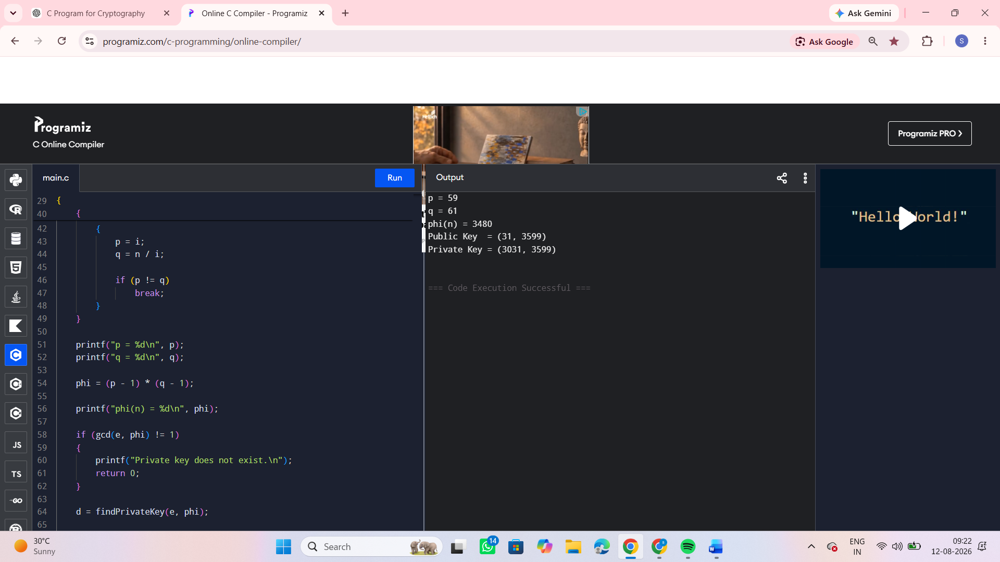 C Program for Cryptography
Online C Compiler - Programiz
Ask Gemini
programiz.com/c-programming/online-compiler/
Ask Google
S
Hettich
Programiz
C Online Compiler
Programiz PRO ❯
main.c
Run
Output
29 {
40 {
42 {
43 p = i;
44 q = n / i;
45
46 if (p != q)
47 break;
48 }
49 }
50
51 printf("p = %d\n", p);
52 printf("q = %d\n", q);
53
54 phi = (p - 1) * (q - 1);
55
56 printf("phi(n) = %d\n", phi);
57
58 if (gcd(e, phi) != 1)
59 {
60 printf("Private key does not exist.\n");
61 return 0;
62 }
63
64 d = findPrivateKey(e, phi);
65
p = 59
q = 61
phi(n) = 3480
Public Key  = (31, 3599)
Private Key = (3031, 3599)
=== Code Execution Successful ===
"Hello World!"
JS
TS
GO
30°C
Sunny
Search
14
ENG
IN
09:22
12-08-2026